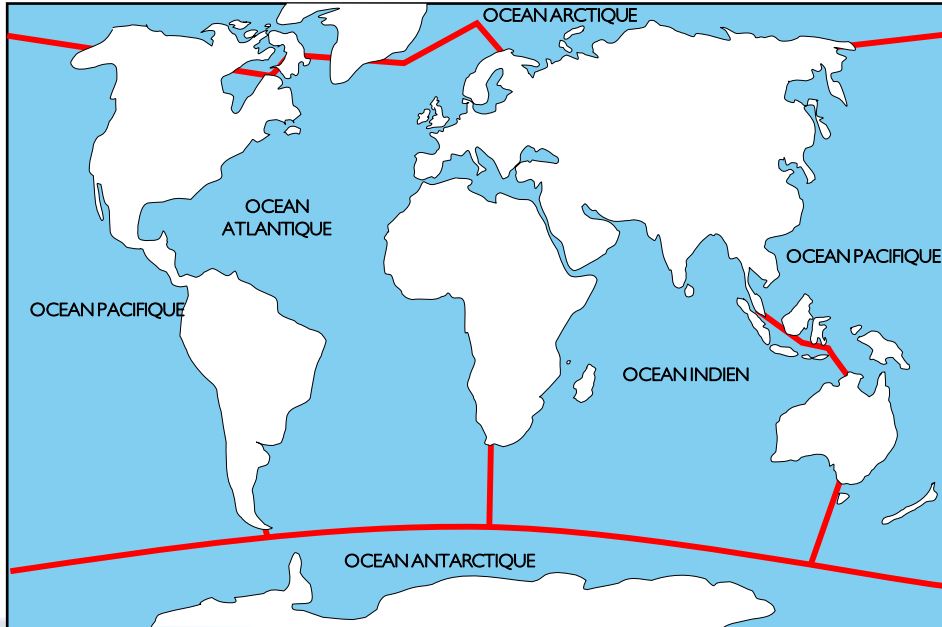 OCEAN ARCTIQUE
OCEAN
ATLANTIQUE
OCEAN PACIFIQUE
OCEAN PACIFIQUE
OCEAN INDIEN
OCEAN ANTARCTIQUE